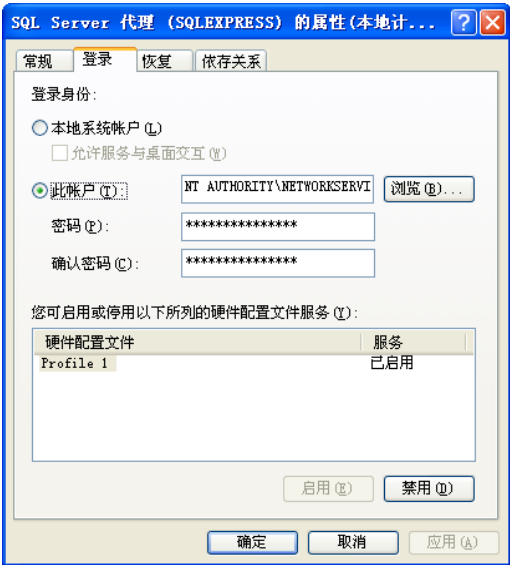 SQL Server 代理 (SQLEXPRESS) 的属性(本地计...
常规 登录 恢复 依存关系
登录身份:
本地系统帐户(L)
允许服务与桌面交互(W)
此帐户(T): NT AUTHORITY\NETWORKSERVI 浏览(B)...
密码(P): ***************
确认密码(C): ***************
您可启用或停用以下所列的硬件配置文件服务(Y):
硬件配置文件 服务
Profile 1 已启用
启用(E) 禁用(D)
确定 取消 应用(A)